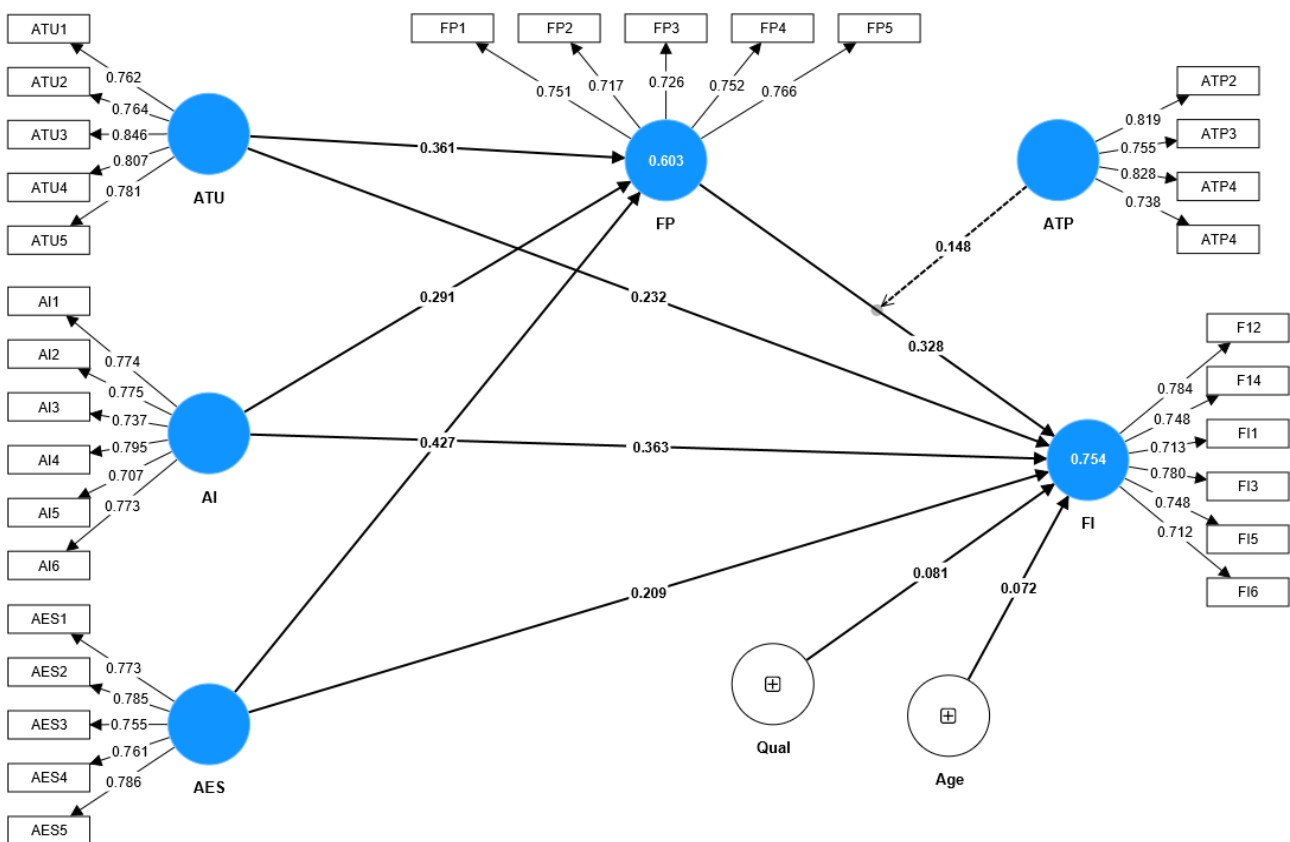 ATU1
ATU2
ATU3
ATU4
ATU5
0.762
0.764
0.846
0.807
0.781
ATU
FP1
FP2
FP3
FP4
FP5
0.751
0.717
0.726
0.752
0.766
0.603
FP
ATP2
ATP3
ATP4
ATP4
0.819
0.755
0.828
0.738
ATP
0.361
0.291
0.232
0.148
0.328
AI1
AI2
AI3
AI4
AI5
AI6
0.774
0.775
0.737
0.795
0.707
0.773
AI
0.427
0.363
F12
F14
FI1
FI3
FI5
FI6
0.784
0.748
0.713
0.780
0.748
0.712
0.754
FI
AES1
AES2
AES3
AES4
AES5
0.773
0.785
0.755
0.761
0.786
AES
0.209
0.081
0.072
Qual
Age